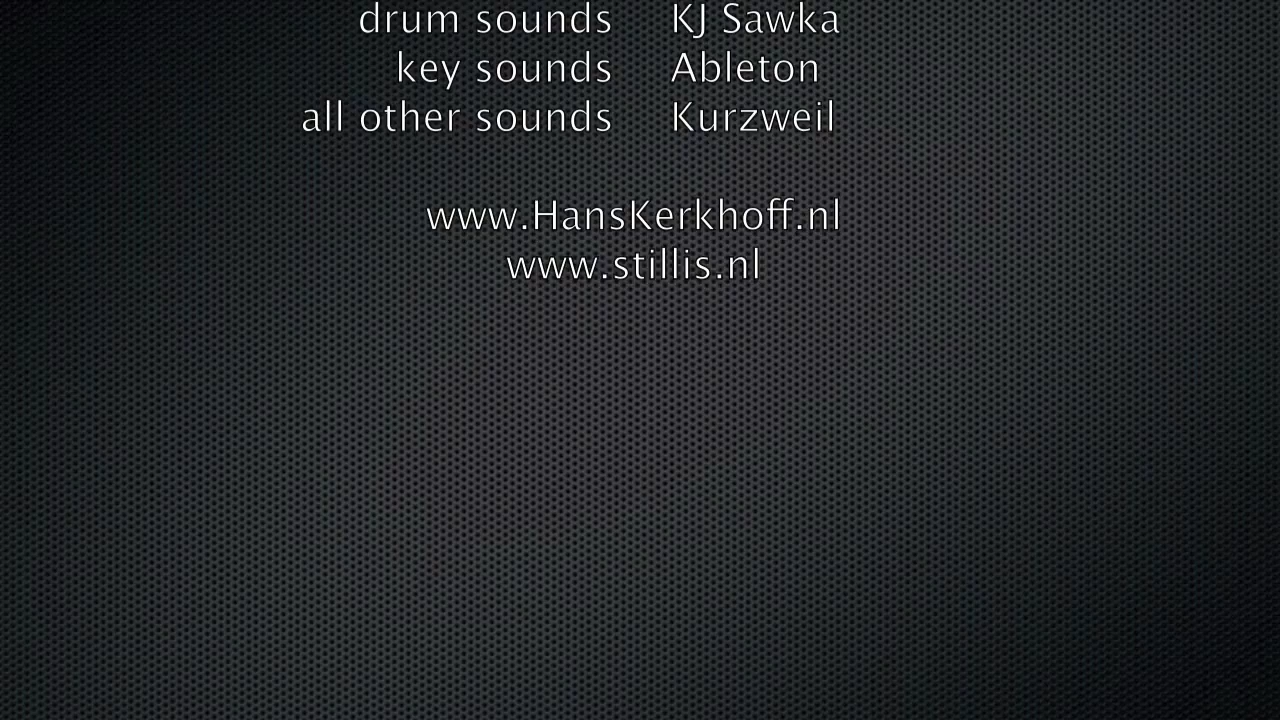 drum sounds KJ Sawka
key sounds Ableton
all other sounds Kurzweil
www.HansKerkhoff.nl
www.stillis.nl